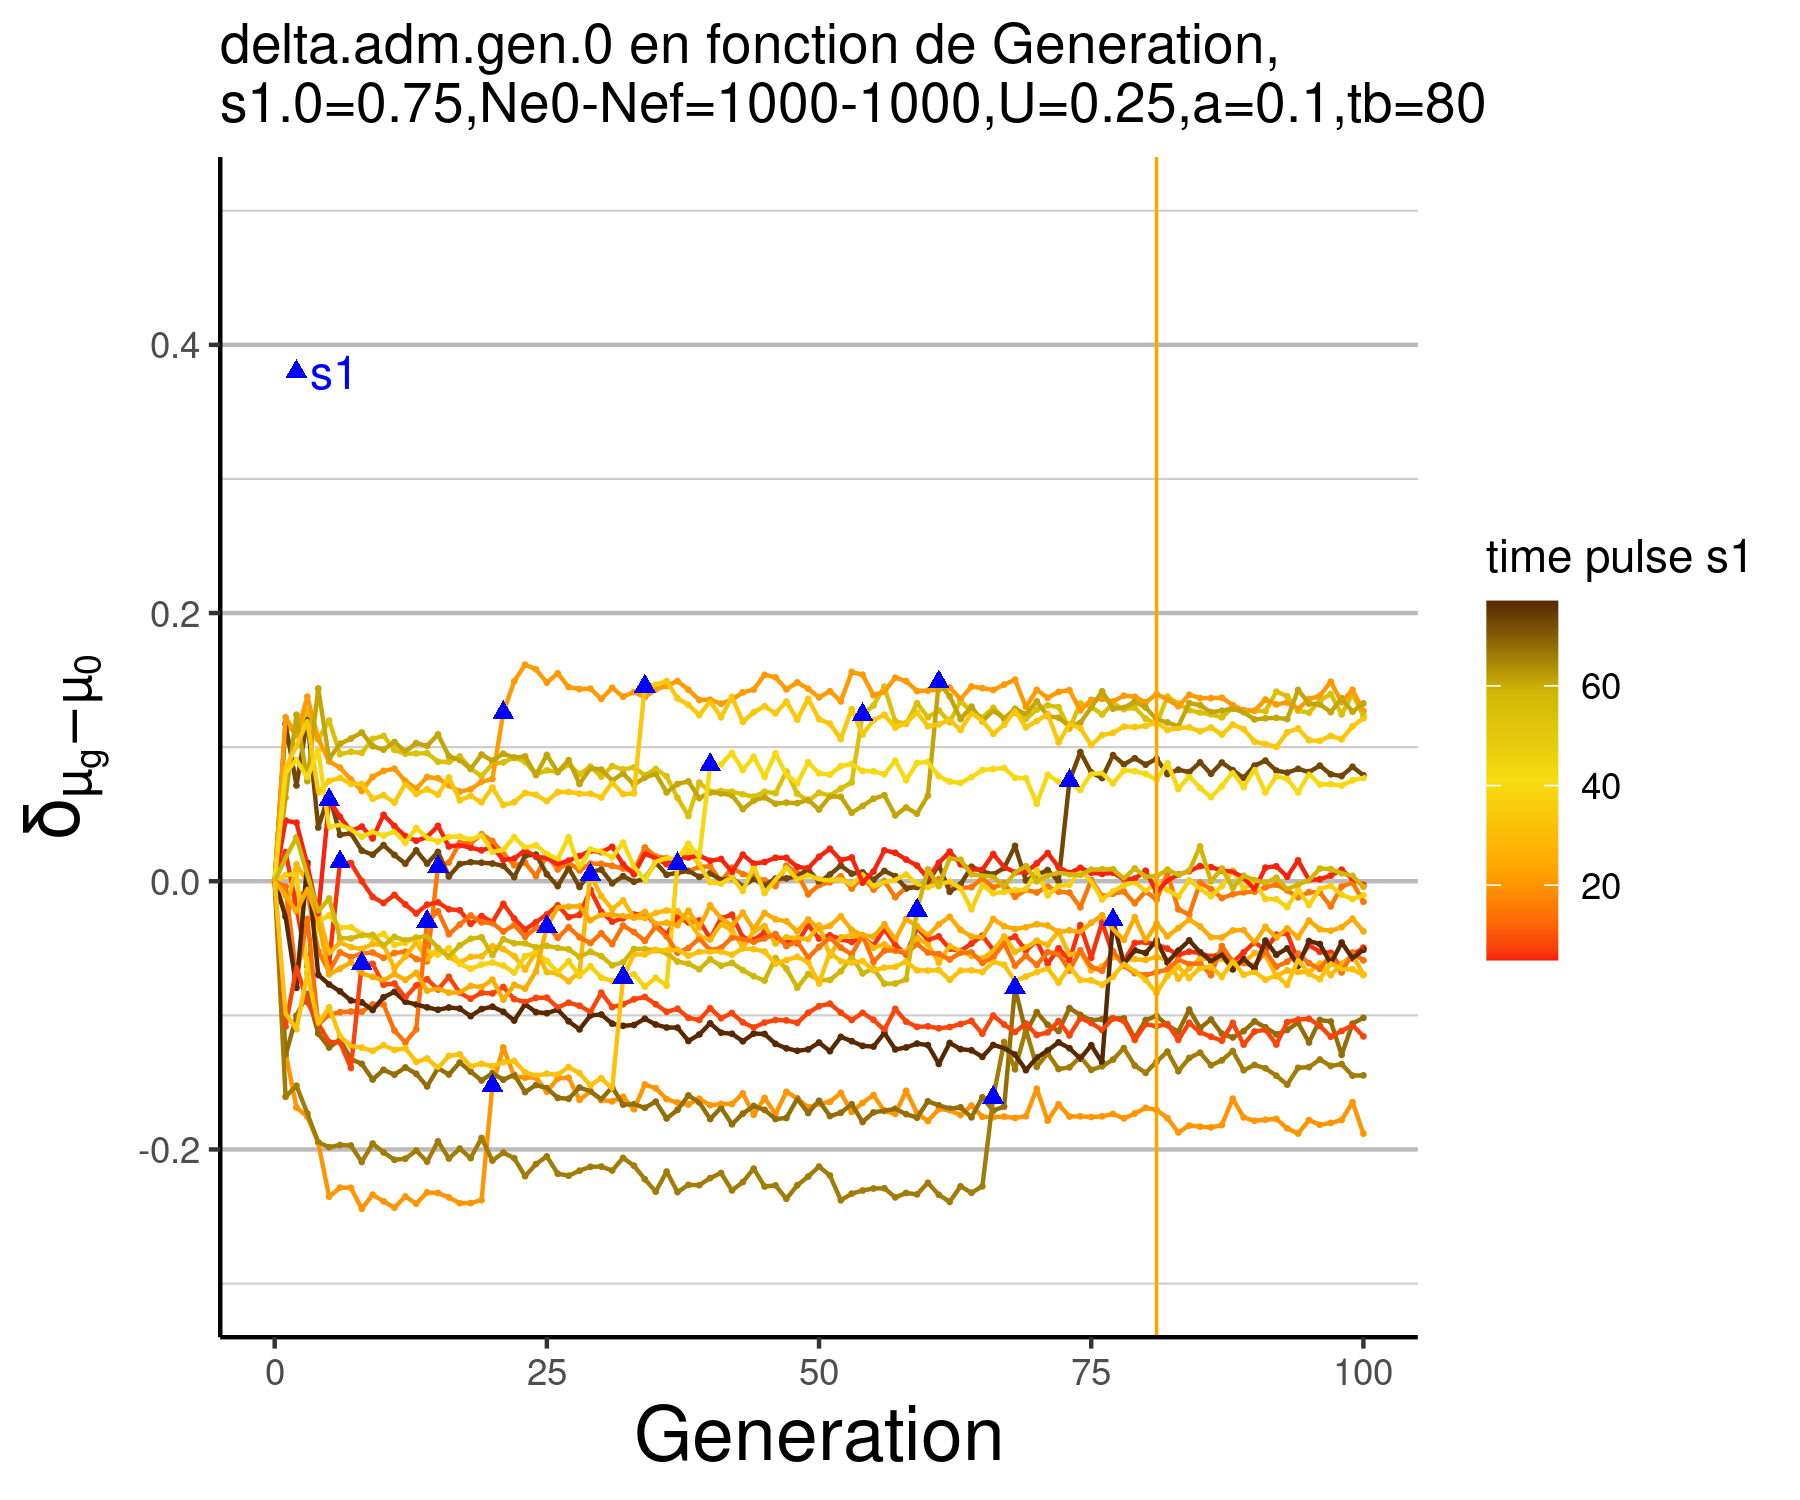 delta.adm.gen.0 en fonction de Generation,
s1.0=0.75,Ne0-Nef=1000-1000,U=0.25,a=0.1,tb=80
0.4
0.2
0.0
-0.2
δμg−μ0
s1
0
25
50
75
100
Generation
time pulse s1
60
40
20